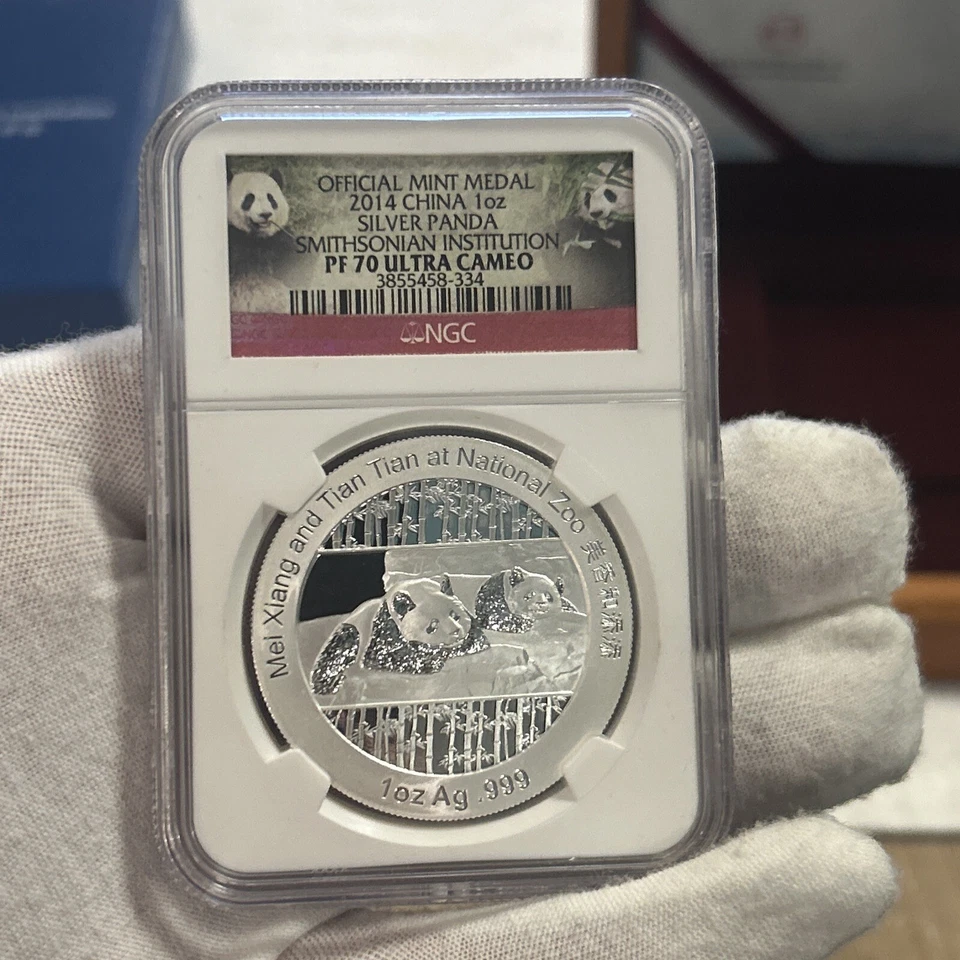 OFFICIAL MINT MEDAL
2014 CHINA 1oz
SILVER PANDA
SMITHSONIAN INSTITUTION
PF 70 ULTRA CAMEO
3855458-334
NGC
Mei Xiang and Tian Tian at National Zoo 美香和添添
1oz Ag .999